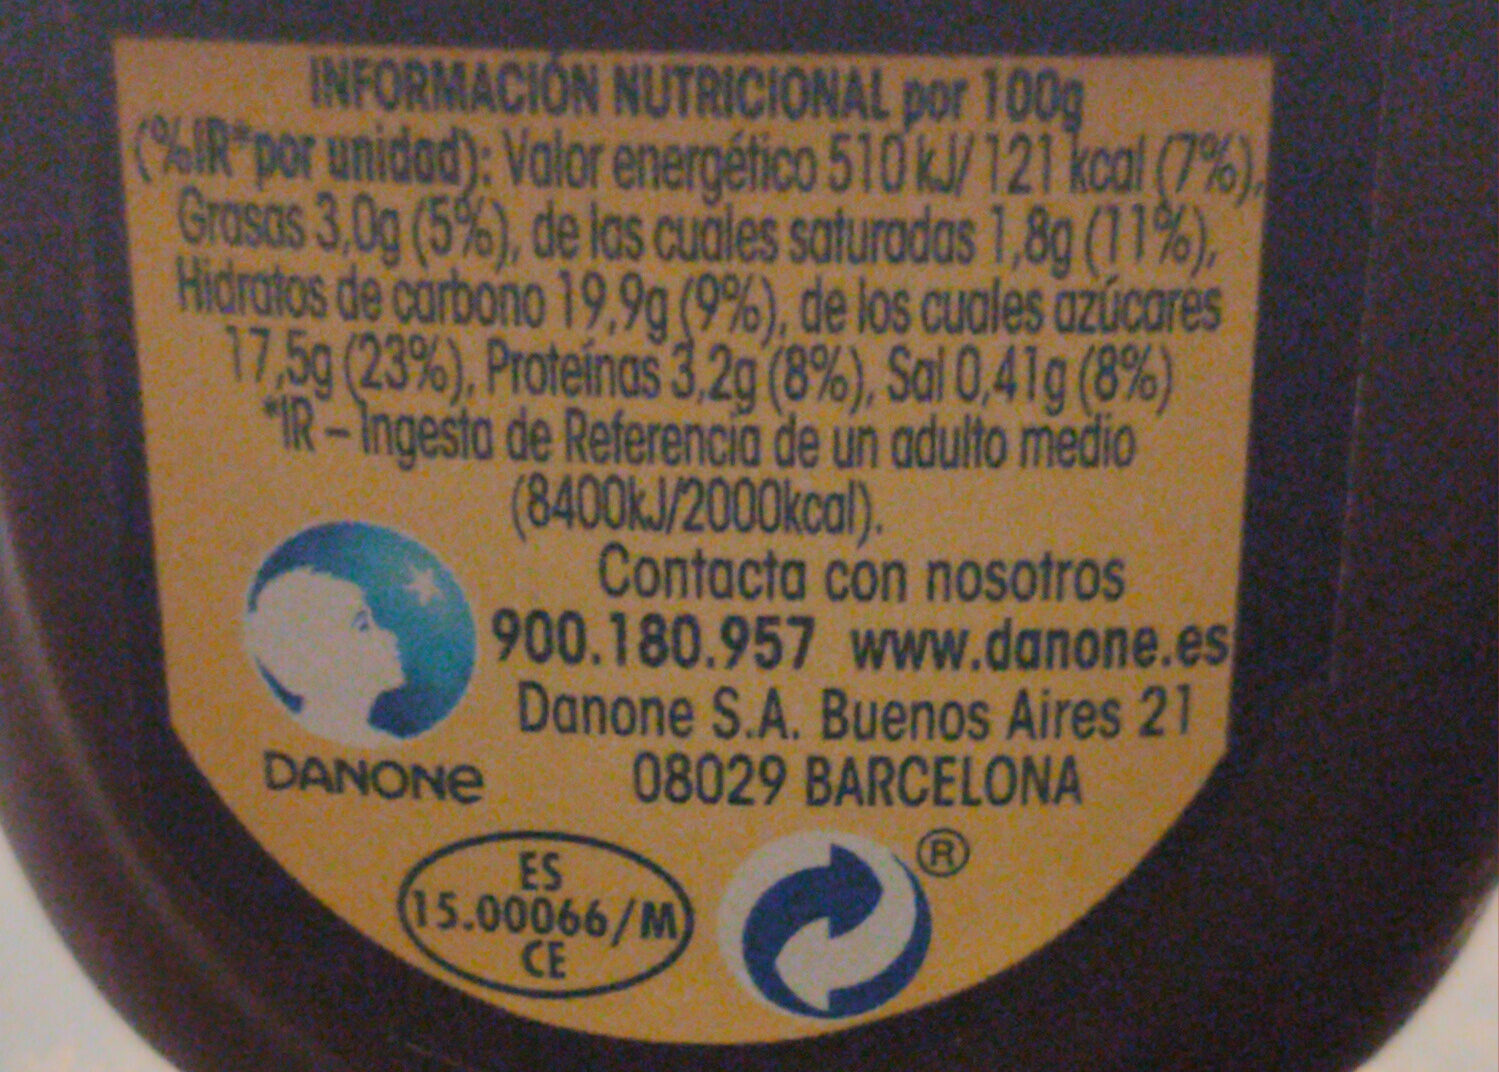 INFORMACIÓN NUTRICIONAL por 100g
(%IR*por unidad): Valor energético 510 kJ/ 121 kcal (7%),
Grasas 3,0g (5%), de las cuales saturadas 1,8g (11%),
Hidratos de carbono 19,9g (9%), de los cuales azúcares
17,5g (23%), Proteínas 3,2g (8%), Sal 0,41g (8%)
*IR – Ingesta de Referencia de un adulto medio
(8400kJ/2000kcal).
Contacta con nosotros
900.180.957 www.danone.es
Danone S.A. Buenos Aires 21
08029 BARCELONA
DANONE
ES
15.00066/M
CE
®